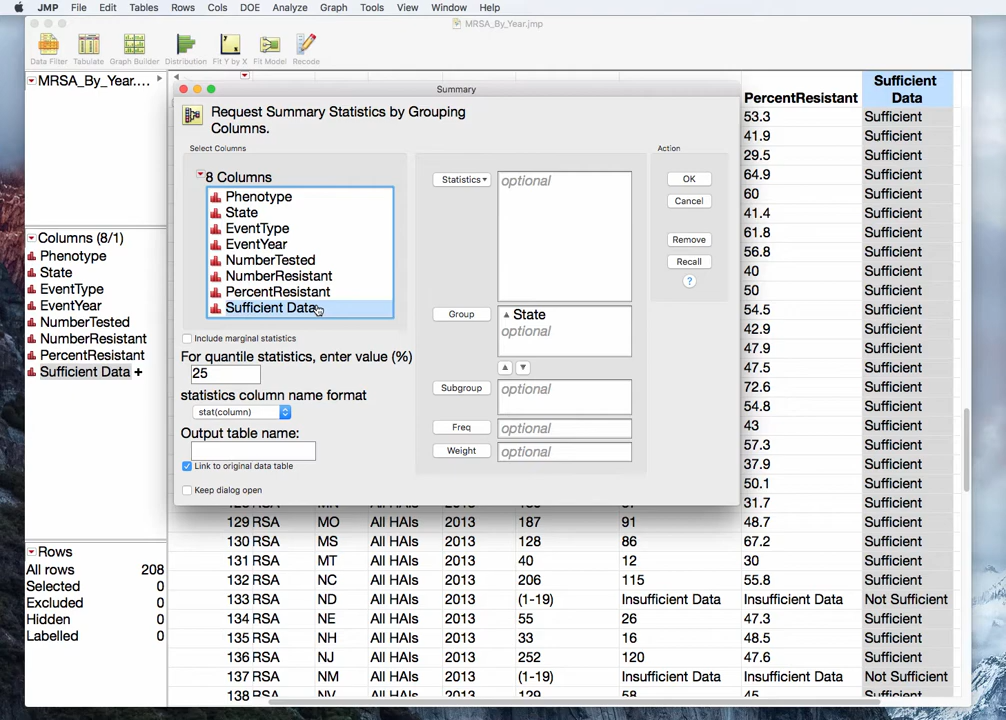 JMP File Edit Tables Rows Cols DOE Analyze Graph Tools View Window Help
MRSA_By_Year.jmp
Data Filter Tabulate Graph Builder Distribution Fit Y by X Fit Model Recode
MRSA_By_Year....
Columns (8/1)
Phenotype
State
EventType
EventYear
NumberTested
NumberResistant
PercentResistant
Sufficient Data
Rows
All rows 208
Selected 0
Excluded 0
Hidden 0
Labelled 0
Summary
Request Summary Statistics by Grouping
Columns.
Select Columns
8 Columns
Phenotype
State
EventType
EventYear
NumberTested
NumberResistant
PercentResistant
Sufficient Data
Include marginal statistics
For quantile statistics, enter value (%)
25
statistics column name format
stat(column)
Output table name:
Link to original data table
Keep dialog open
Statistics optional
Group State
optional
Subgroup optional
Freq optional
Weight optional
Action
OK
Cancel
Remove
Recall
?
PercentResistant Sufficient
Data
53.3 Sufficient
41.9 Sufficient
29.5 Sufficient
64.9 Sufficient
60 Sufficient
41.4 Sufficient
61.8 Sufficient
56.8 Sufficient
40 Sufficient
50 Sufficient
54.5 Sufficient
42.9 Sufficient
47.9 Sufficient
47.5 Sufficient
72.6 Sufficient
54.8 Sufficient
43 Sufficient
57.3 Sufficient
37.9 Sufficient
50.1 Sufficient
31.7 Sufficient
129 RSA MO All HAIs 2013 187 91 48.7 Sufficient
130 RSA MS All HAIs 2013 128 86 67.2 Sufficient
131 RSA MT All HAIs 2013 40 12 30 Sufficient
132 RSA NC All HAIs 2013 206 115 55.8 Sufficient
133 RSA ND All HAIs 2013 (1-19) Insufficient Data Insufficient Data Not Sufficient
134 RSA NE All HAIs 2013 55 26 47.3 Sufficient
135 RSA NH All HAIs 2013 33 16 48.5 Sufficient
136 RSA NJ All HAIs 2013 252 120 47.6 Sufficient
137 RSA NM All HAIs 2013 (1-19) Insufficient Data Insufficient Data Not Sufficient
138 RSA NV All HAIs 2013 129 58 45 Sufficient